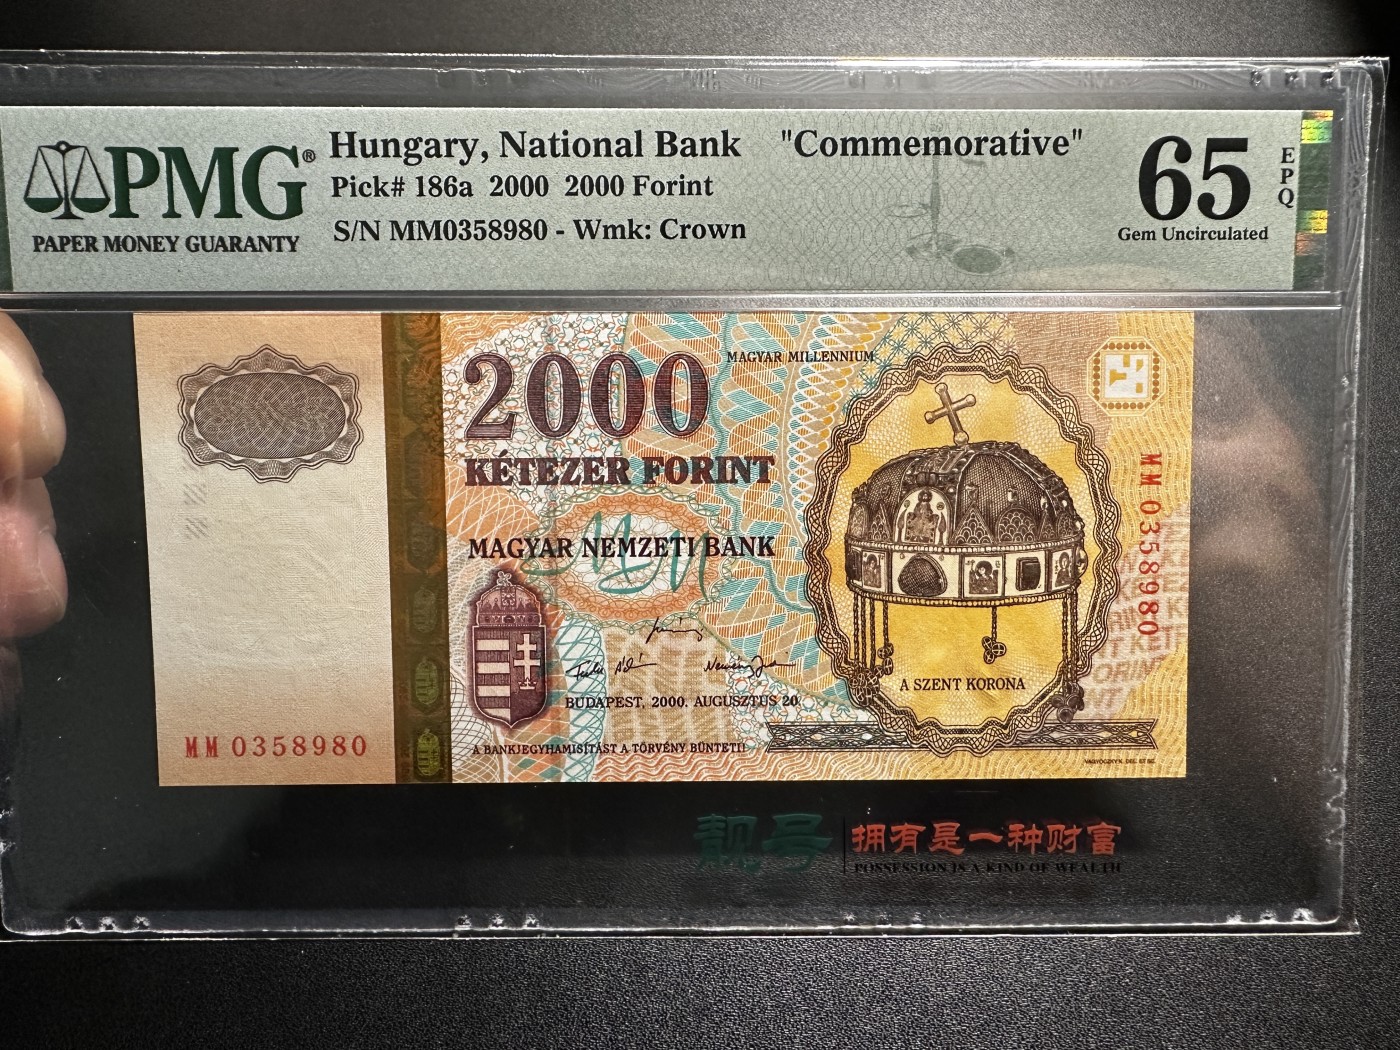 PMG®
PAPER MONEY GUARANTY
Hungary, National Bank "Commemorative"
Pick# 186a 2000 2000 Forint
S/N MM0358980 - Wmk: Crown
65
EPQ
Gem Uncirculated
2000
MAGYAR MILLENNIUM
KÉTEZER FORINT
MM
MAGYAR NEMZETI BANK
BUDAPEST, 2000. AUGUSZTUS 20.
A BANKJEGYHAMISÍTÁST A TÖRVÉNY BÜNTETI!
A SZENT KORONA
MM 0358980
MM 0358980
靓号
拥有是一种财富
POSSESSION IS A KIND OF WEALTH